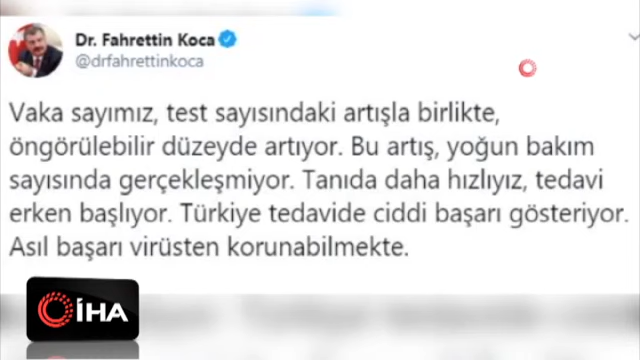 Dr. Fahrettin Koca
@drfahrettinkoca
Vaka sayımız, test sayısındaki artışla birlikte,
öngörülebilir düzeyde artıyor. Bu artış, yoğun bakım
sayısında gerçekleşmiyor. Tanıda daha hızlıyız, tedavi
erken başlıyor. Türkiye tedavide ciddi başarı gösteriyor.
Asıl başarı virüsten korunabilmekte.
İHA